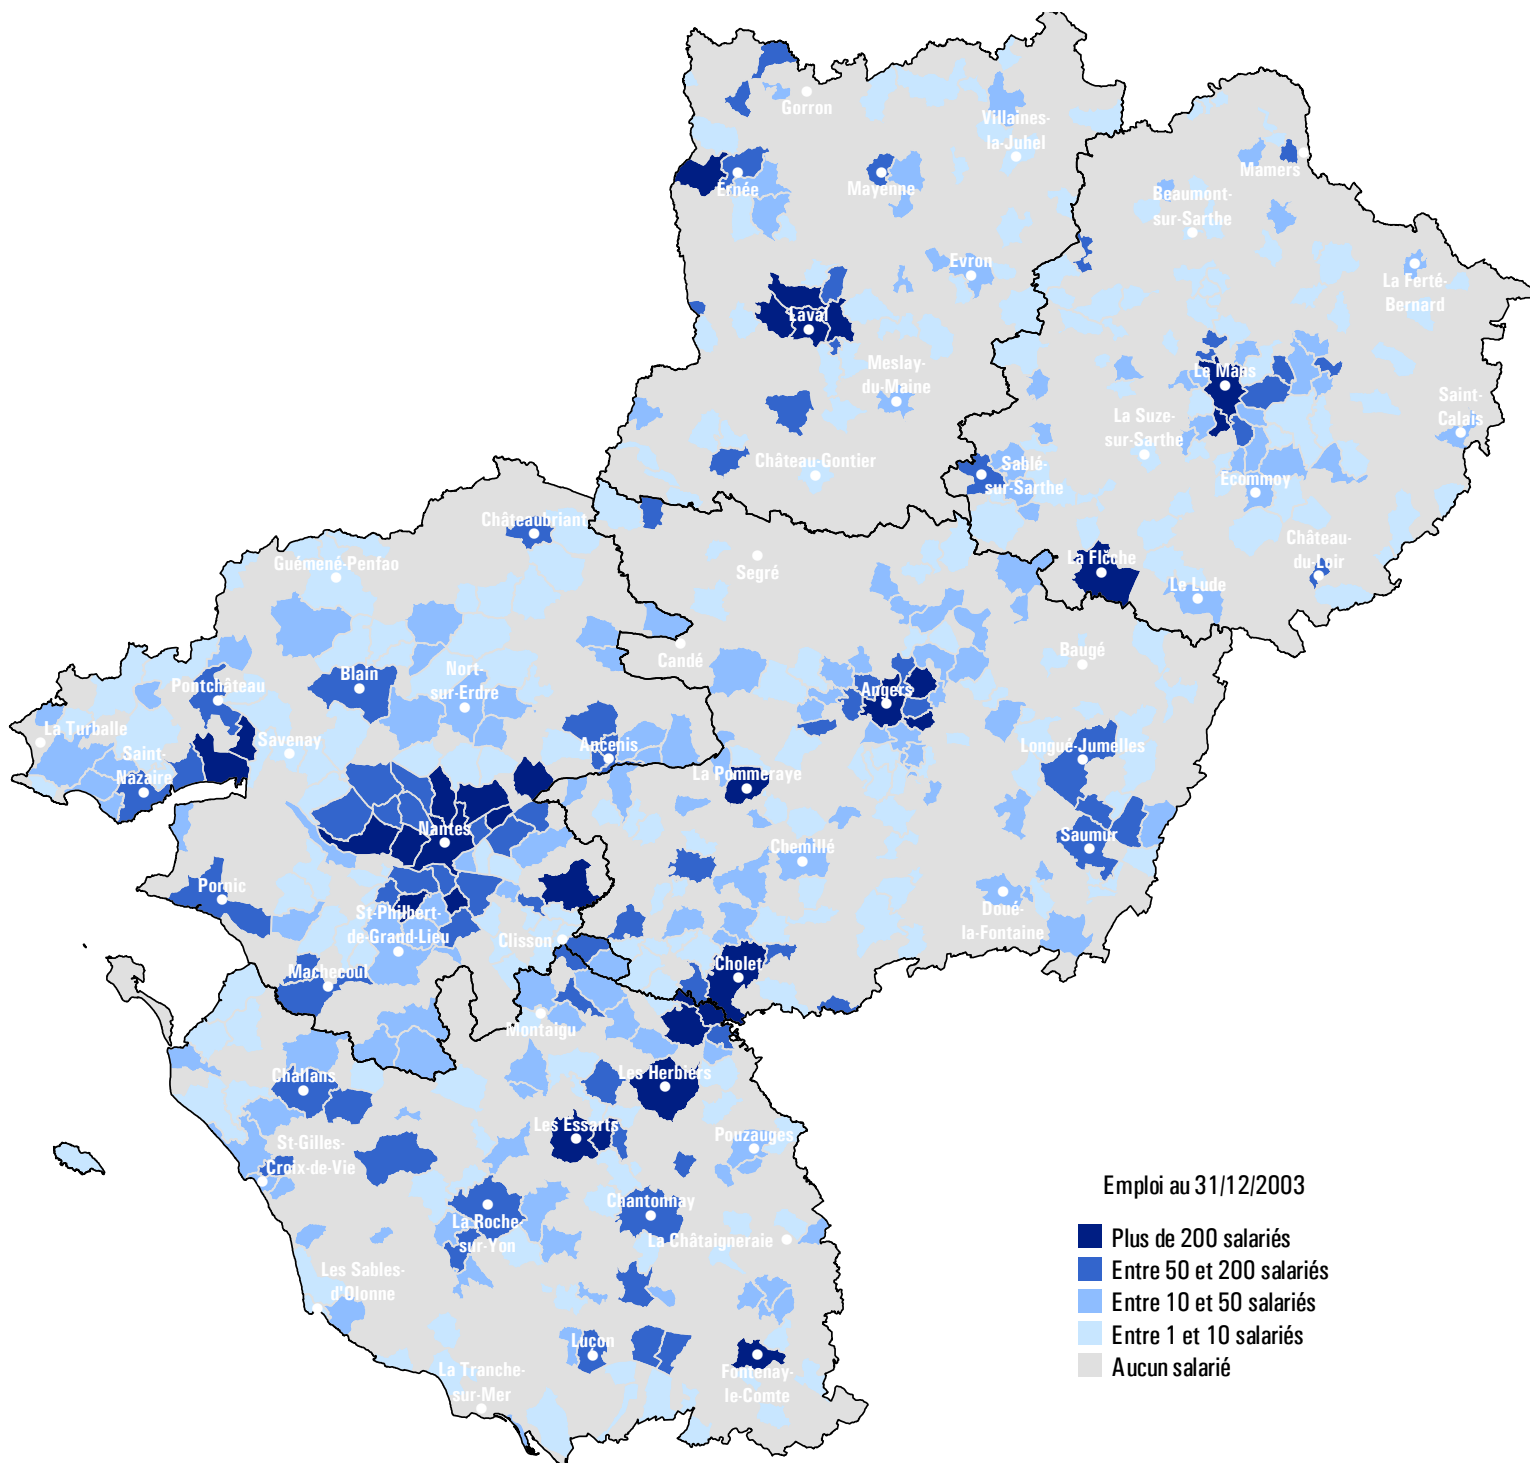 Gorron
Villaines-
la-Juhel
Mamers
Ernée
Mayenne
Beaumont-
sur-Sarthe
Evron
La Ferté-
Bernard
Laval
Meslay-
du-Maine
Le Mans
Saint-
Calais
La Suze-
sur-Sarthe
Château-Gontier
Sablé-
sur-Sarthe
Ecommoy
Châteaubriant
Guémené-Penfao
Segré
La Flèche
Château-
du-Loir
Le Lude
Candé
Baugé
Pontchâteau
Blain
Nort-
sur-Erdre
Angers
La Turballe
Savenay
Ancenis
Longué-Jumelles
Saint-
Nazaire
La Pommeraye
Nantes
Saumur
Chemillé
Pornic
St-Philbert-
de-Grand-Lieu
Clisson
Doué-
la-Fontaine
Machecoul
Cholet
Montaigu
Challans
Les Herbiers
Les Essarts
Pouzauges
St-Gilles-
Croix-de-Vie
Chantonnay
La Roche-
sur-Yon
La Châtaigneraie
Les Sables-
d'Olonne
Luçon
La Tranche-
sur-Mer
Fontenay-
le-Comte
Emploi au 31/12/2003
Plus de 200 salariés
Entre 50 et 200 salariés
Entre 10 et 50 salariés
Entre 1 et 10 salariés
Aucun salarié